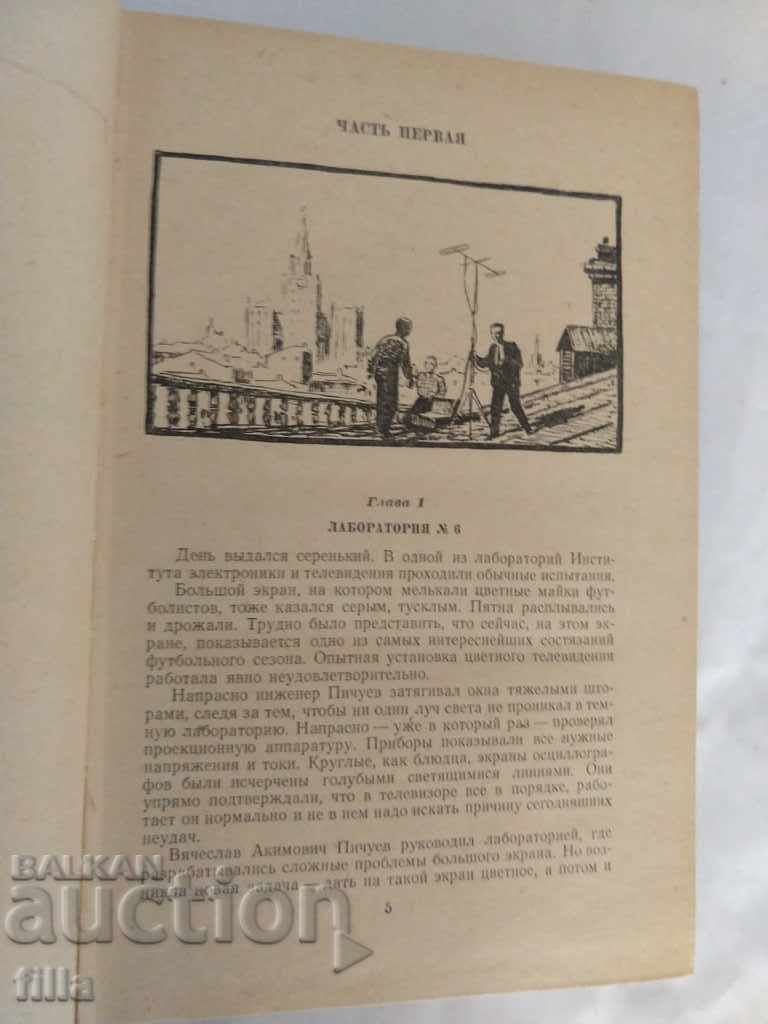 ЧАСТЬ ПЕРВАЯ
Глава 1
ЛАБОРАТОРИЯ № 6
День выдался серенький. В одной из лабораторий Инсти-
тута электроники и телевидения проходили обычные испытания.
Большой экран, на котором мелькали цветные майки фут-
болистов, тоже казался серым, тусклым. Пятна расплывались
и дрожали. Трудно было представить, что сейчас, на этом эк-
ране, показывается одно из самых интереснейших состязаний
футбольного сезона. Опытная установка цветного телевидения
работала явно неудовлетворительно.
Напрасно инженер Пичуев затягивал окна тяжелыми што-
рами, следя за тем, чтобы ни один луч света не проникал в тем-
ную лабораторию. Напрасно — уже в который раз — проверял
проекционную аппаратуру. Приборы показывали все нужные
напряжения и токи. Круглые, как блюдца, экраны осциллогра-
фов были исчерчены голубыми светящимися линиями. Они
упрямо подтверждали, что в телевизоре все в порядке, рабо-
тает он нормально и не в нем надо искать причину сегодняшних
неудач.
Вячеслав Акимович Пичуев руководил лабораторией, где
разрабатывались сложные проблемы большого экрана. Но воз-
никла новая задача — дать на такой экран цветное, а потом и
5
BALKAN
auction
filla